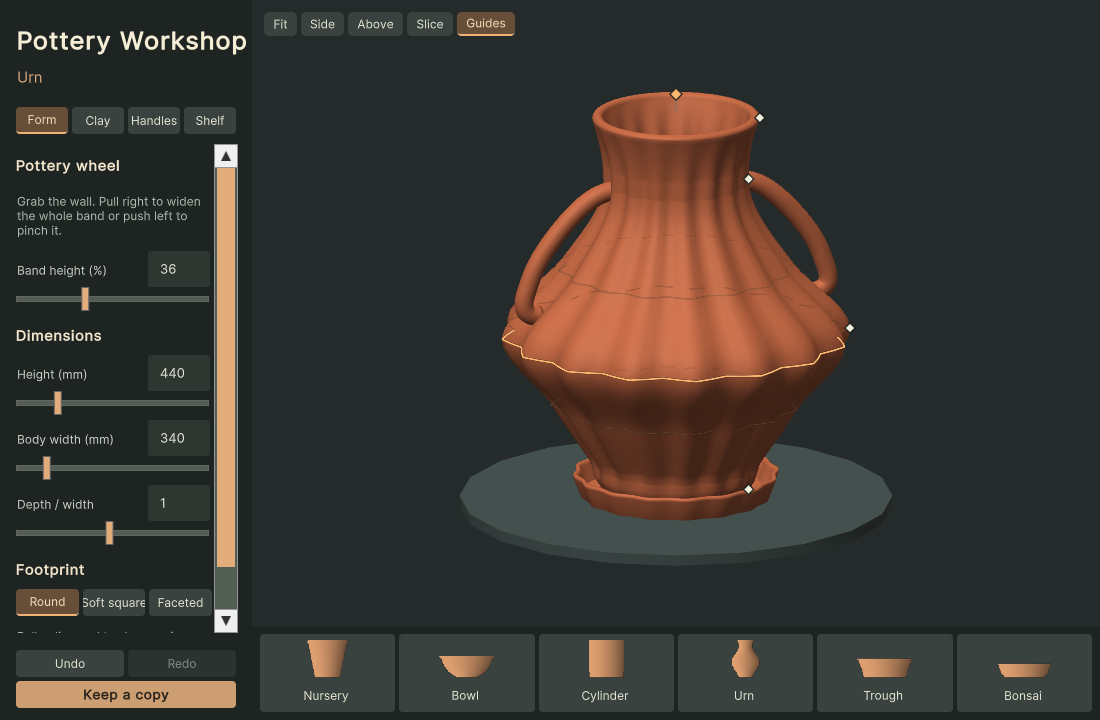 Pottery Workshop
Urn
Form Clay Handles Shelf
Pottery wheel
Grab the wall. Pull right to widen
the whole band or push left to
pinch it.
Band height (%) 36
Dimensions
Height (mm) 440
Body width (mm) 340
Depth / width 1
Footprint
Round Soft square Faceted
Undo Redo
Keep a copy
Fit Side Above Slice Guides
Nursery Bowl Cylinder Urn Trough Bonsai